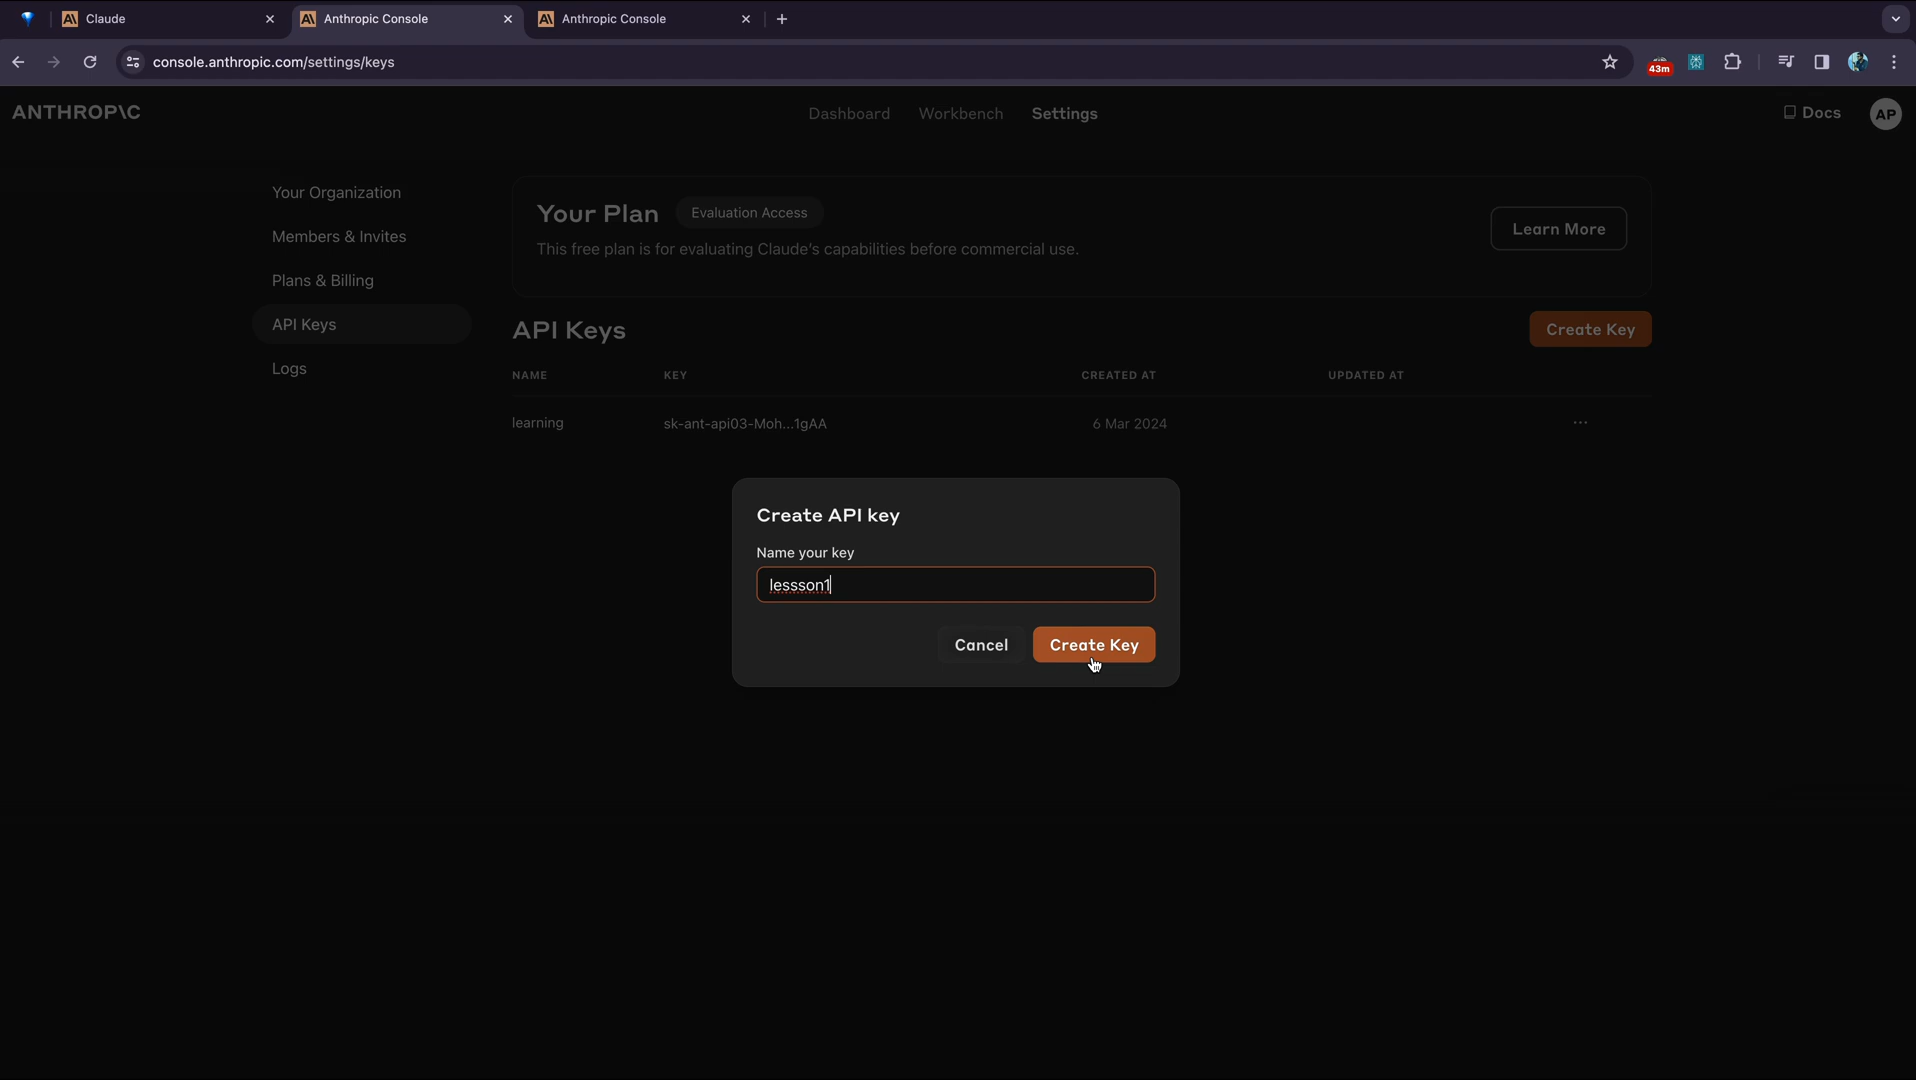 Claude
Anthropic Console
Anthropic Console
console.anthropic.com/settings/keys
43m
ANTHROP\C
Dashboard
Workbench
Settings
Docs
AP
Your Organization
Members & Invites
Plans & Billing
API Keys
Logs
Your Plan
Evaluation Access
This free plan is for evaluating Claude's capabilities before commercial use.
Learn More
API Keys
Create Key
NAME
KEY
CREATED AT
UPDATED AT
learning
sk-ant-api03-Moh...1gAA
6 Mar 2024
Create API key
Name your key
lessson1
Cancel
Create Key